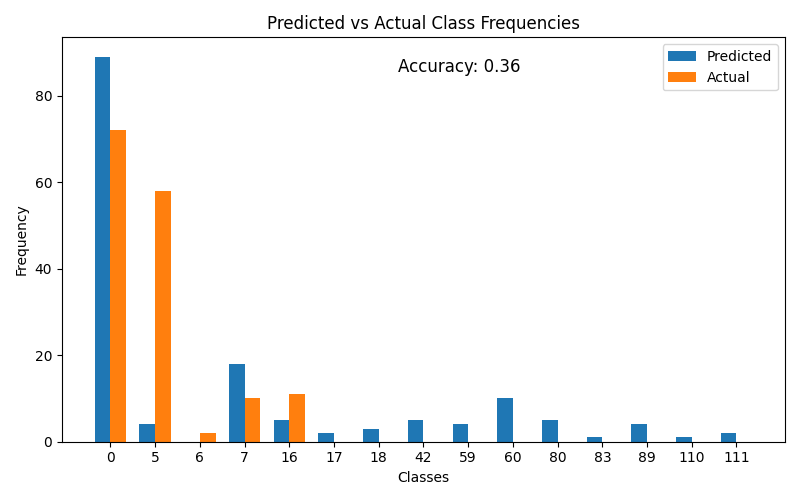 Predicted vs Actual Class Frequencies
Accuracy: 0.36
Predicted
Actual
Frequency
80
60
40
20
0
0 5 6 7 16 17 18 42 59 60 80 83 89 110 111
Classes